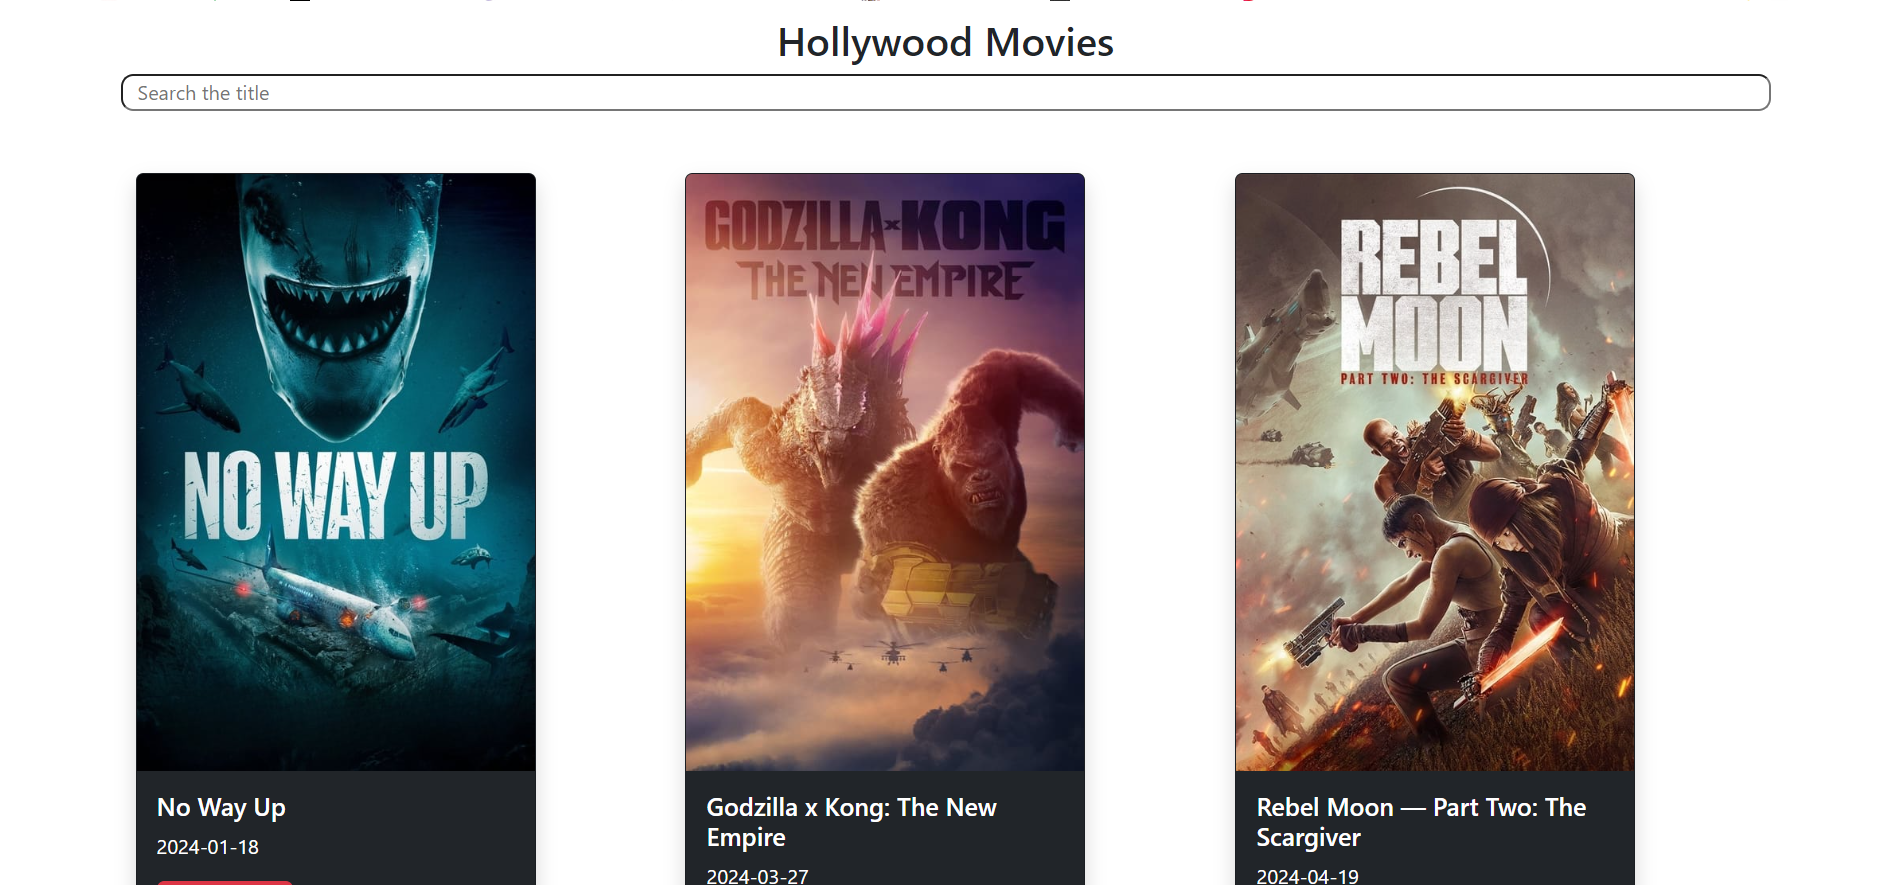 Hollywood Movies
Search the title
NO WAY UP
GODZILLA x KONG
THE NEW EMPIRE
REBEL
MOON
PART TWO: THE SCARGIVER
No Way Up
2024-01-18
Godzilla x Kong: The New
Empire
2024-03-27
Rebel Moon — Part Two: The
Scargiver
2024-04-19